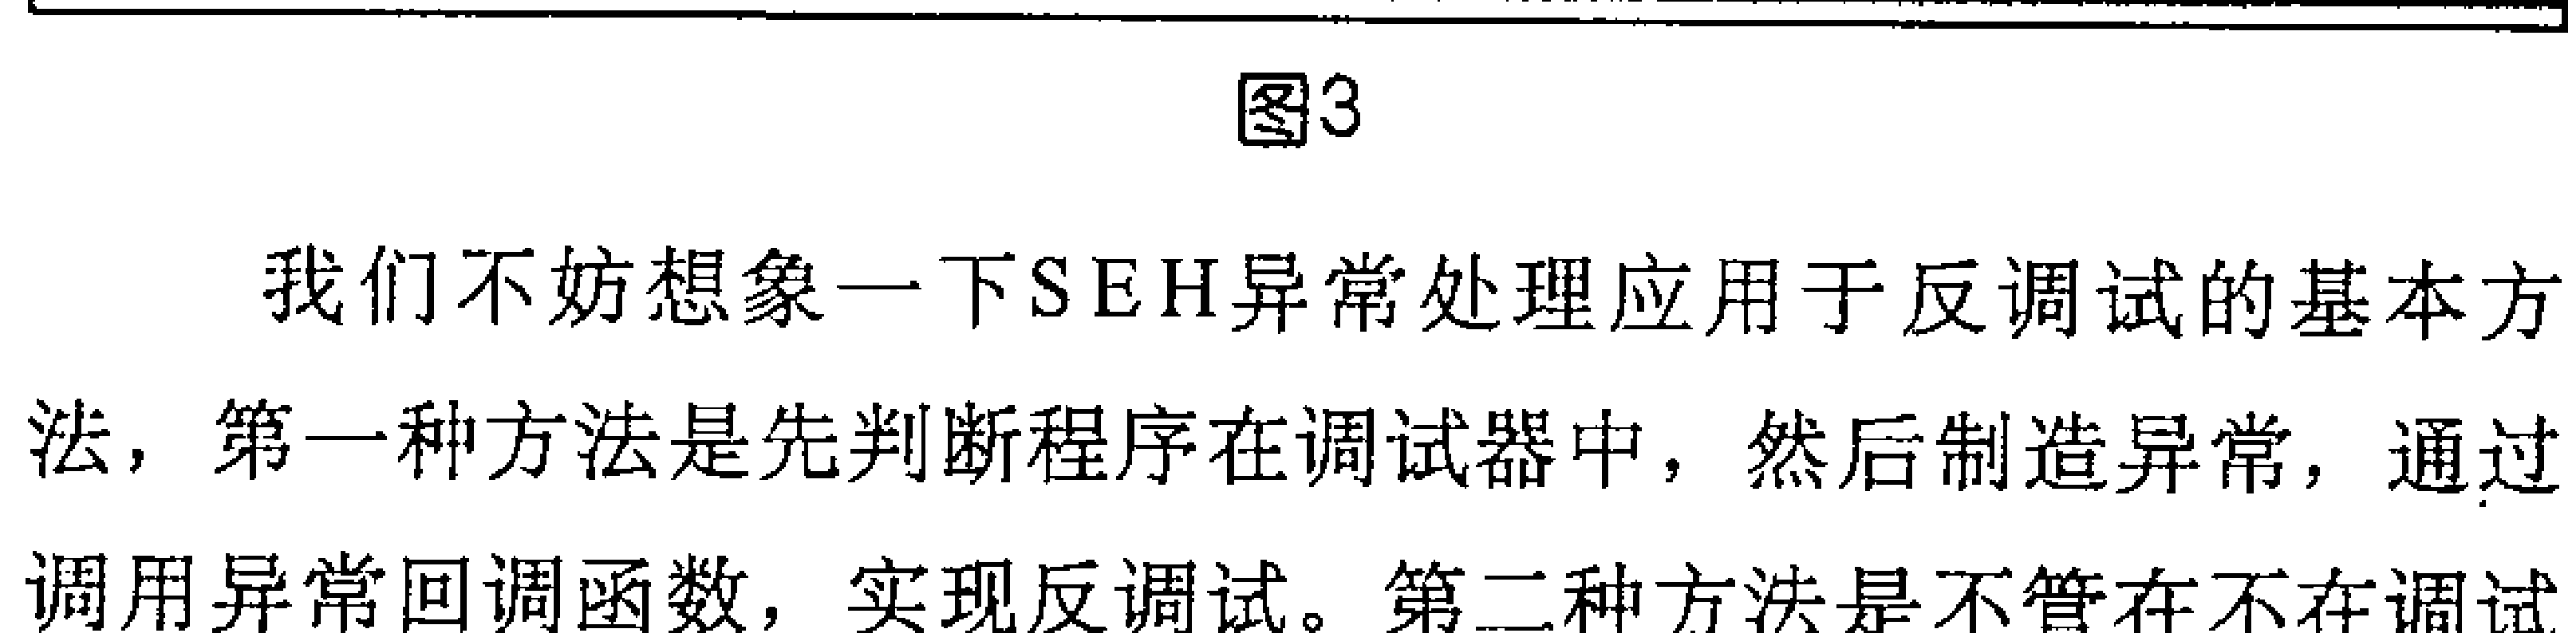 图3
我们不妨想象一下SEH异常处理应用于反调试的基本方
法，第一种方法是先判断程序在调试器中，然后制造异常，通过
调用异常回调函数，实现反调试。第二种方法是不管在不在调试